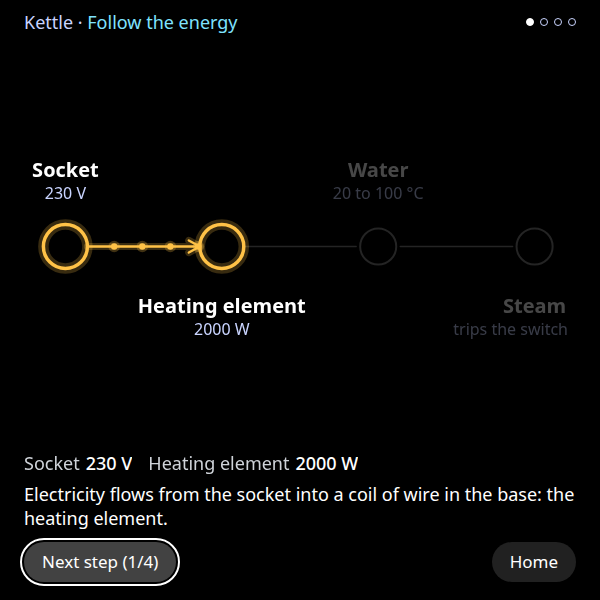 Kettle · Follow the energy
Socket
230 V
Water
20 to 100 °C
Heating element
2000 W
Steam
trips the switch
Socket 230 V Heating element 2000 W
Electricity flows from the socket into a coil of wire in the base: the
heating element.
Next step (1/4)
Home